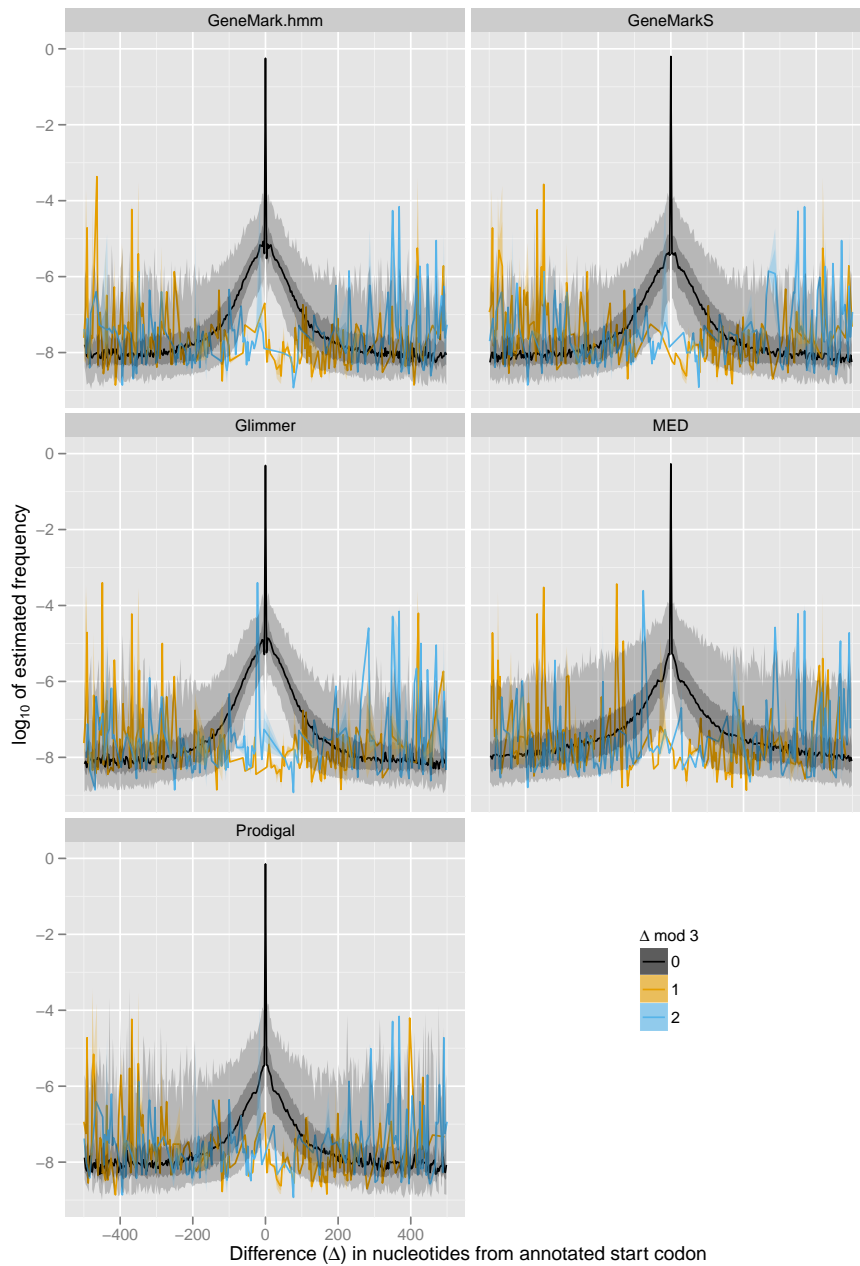 GeneMark.hmm
GeneMarkS
0
−2
−4
−6
−8
Glimmer
MED
0
−2
−4
−6
−8
Prodigal
0
−2
−4
−6
−8
−400
−200
0
200
400
log₁₀ of estimated frequency
Difference (Δ) in nucleotides from annotated start codon
Δ mod 3
0
1
2